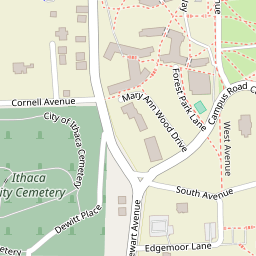 Forest Park Lane
Campus Road
Cornell Avenue
Mary Ann Wood Drive
City of Ithaca Cemetery
West Avenue
Ithaca
City Cemetery
South Avenue
Dewitt Place
Edgemoor Lane